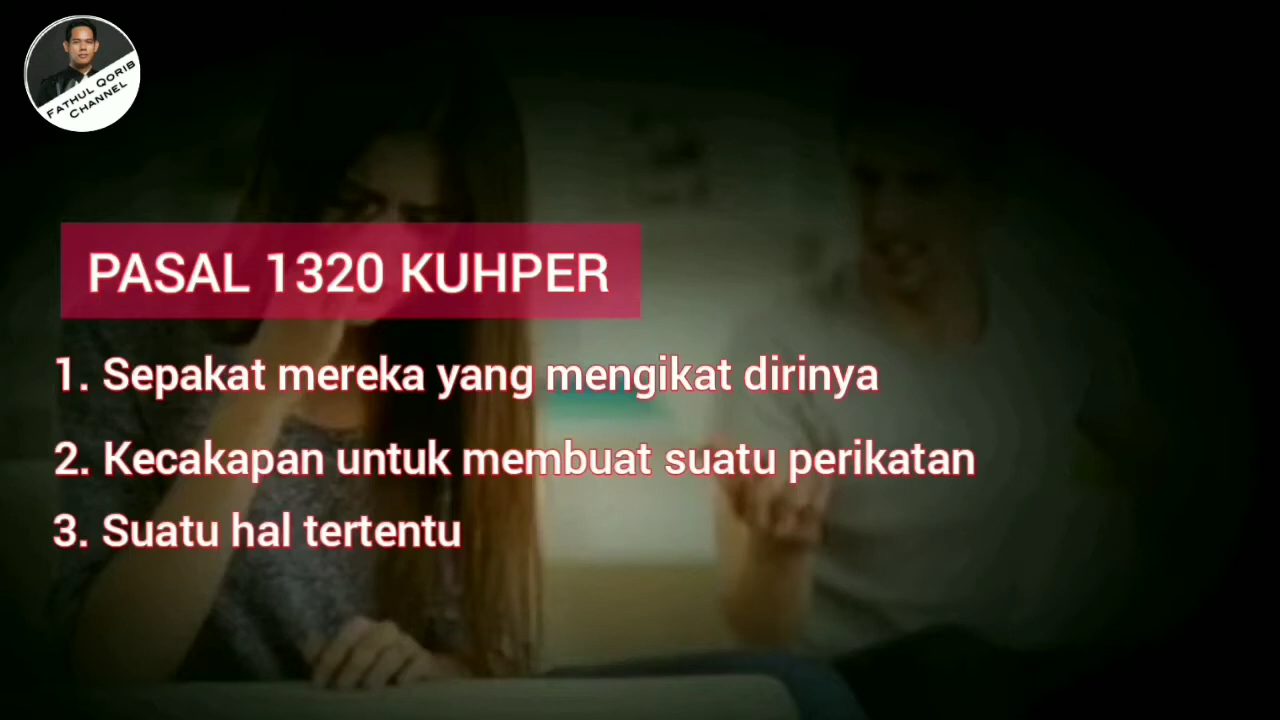 FATHUL QORIB
CHANNEL
PASAL 1320 KUHPER
1. Sepakat mereka yang mengikat dirinya
2. Kecakapan untuk membuat suatu perikatan
3. Suatu hal tertentu